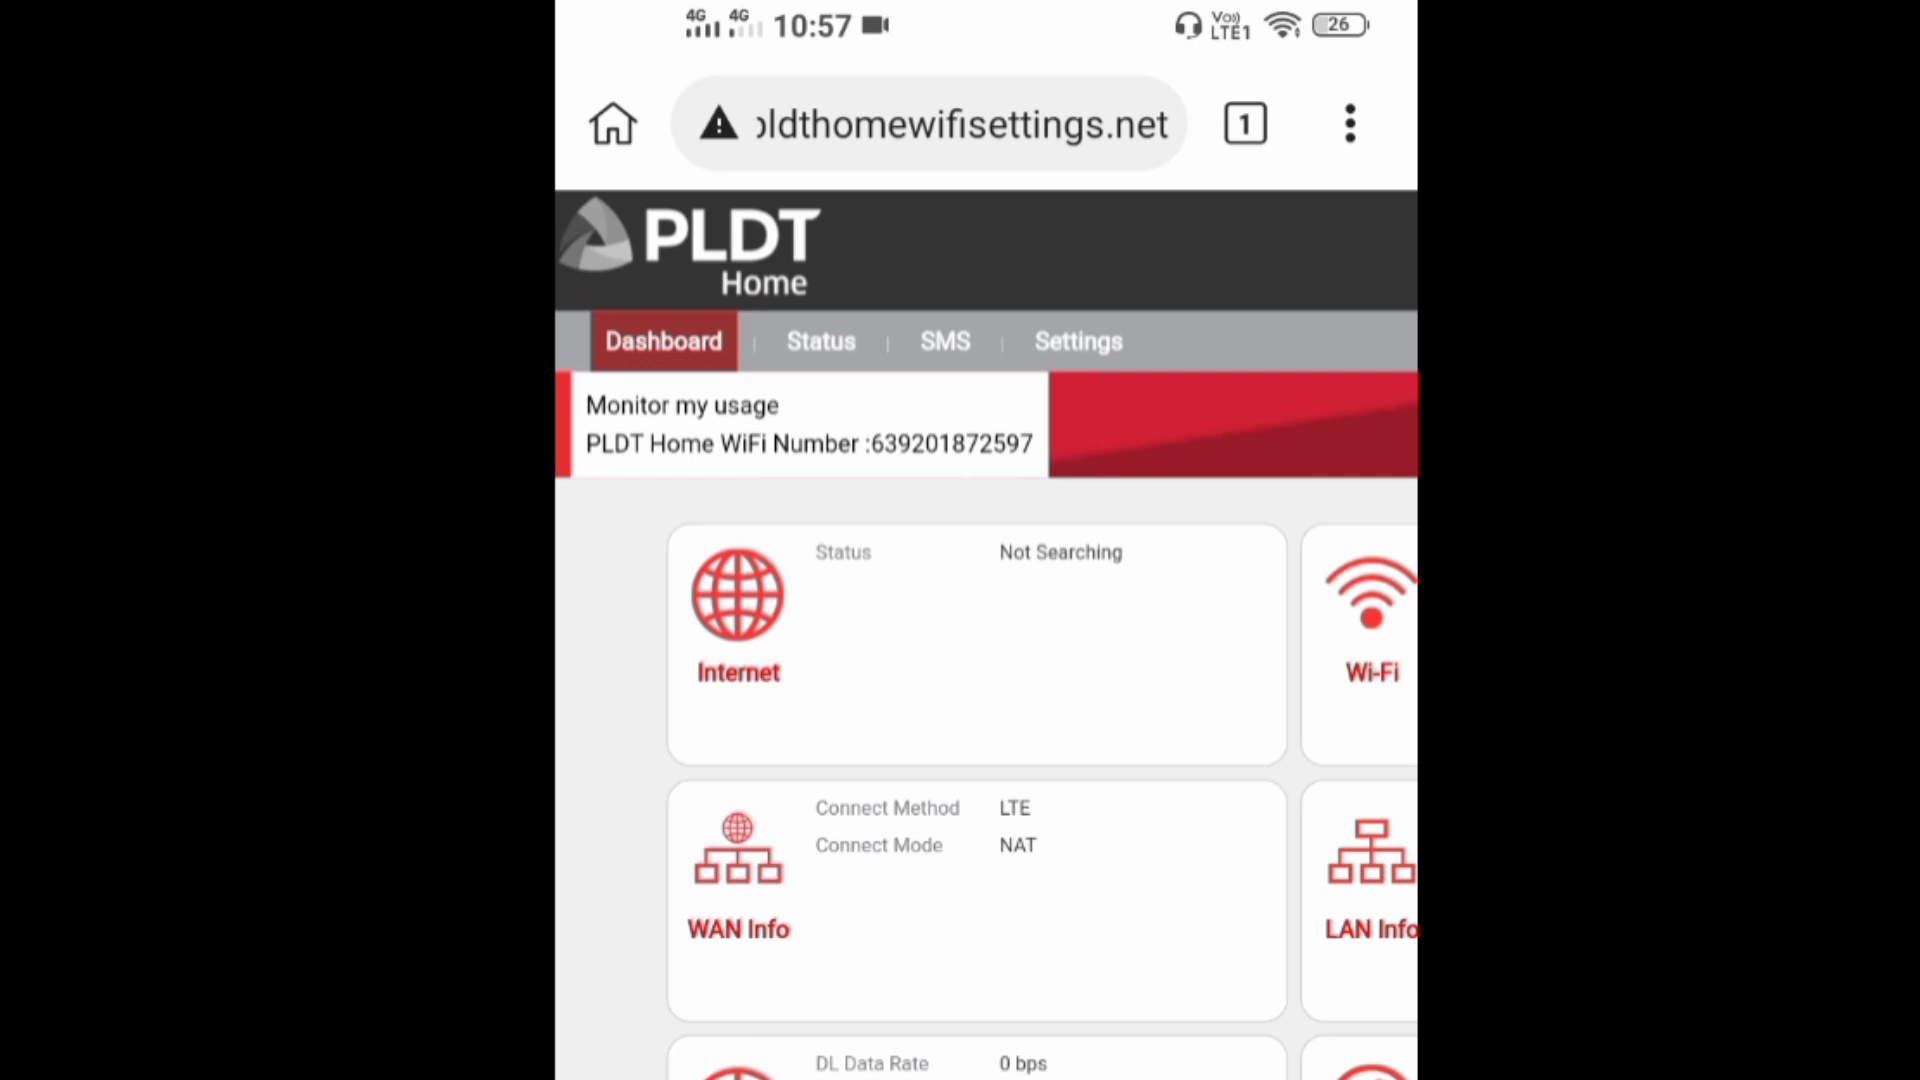 4G 4G 10:57 Vo)) LTE1 26
pldthomewifisettings.net 1
PLDT
Home
Dashboard | Status | SMS | Settings
Monitor my usage
PLDT Home WiFi Number :639201872597
Status Not Searching
Internet Wi-Fi
Connect Method LTE
Connect Mode NAT
WAN Info LAN Info
DL Data Rate 0 bps